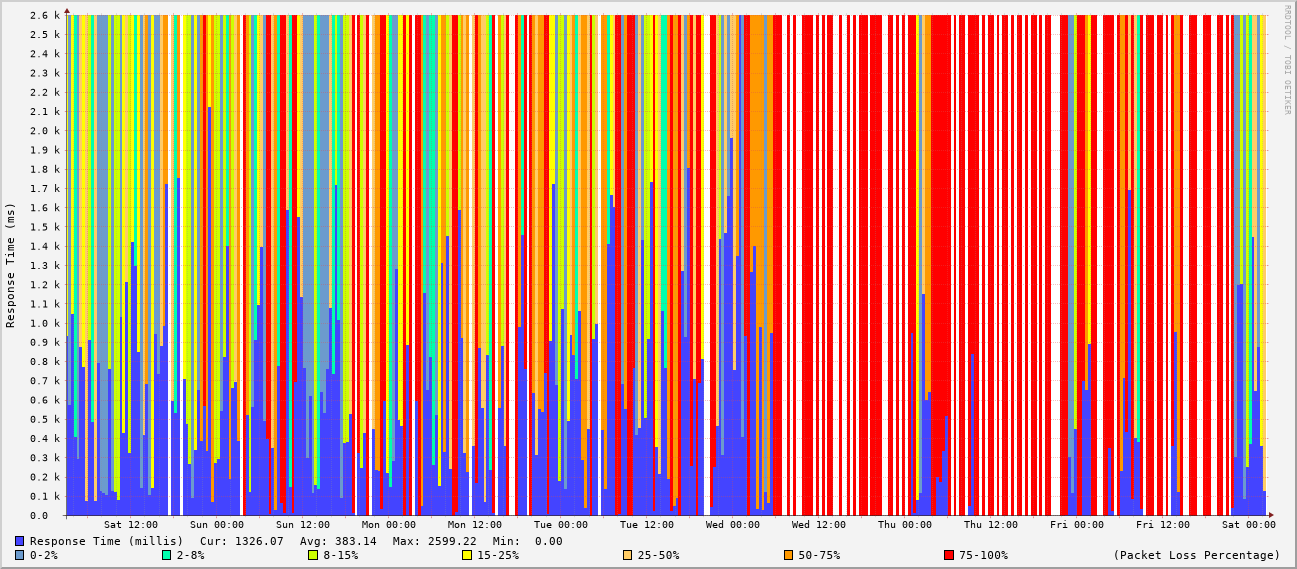 RRDTOOL / TOBI OETIKER
Response Time (ms)
2.6 k
2.5 k
2.4 k
2.3 k
2.2 k
2.1 k
2.0 k
1.9 k
1.8 k
1.7 k
1.6 k
1.5 k
1.4 k
1.3 k
1.2 k
1.1 k
1.0 k
0.9 k
0.8 k
0.7 k
0.6 k
0.5 k
0.4 k
0.3 k
0.2 k
0.1 k
0.0
Sat 12:00 Sun 00:00 Sun 12:00 Mon 00:00 Mon 12:00 Tue 00:00 Tue 12:00 Wed 00:00 Wed 12:00 Thu 00:00 Thu 12:00 Fri 00:00 Fri 12:00 Sat 00:00
Response Time (millis) Cur: 1326.07 Avg: 383.14 Max: 2599.22 Min: 0.00
0-2% 2-8% 8-15% 15-25% 25-50% 50-75% 75-100% (Packet Loss Percentage)